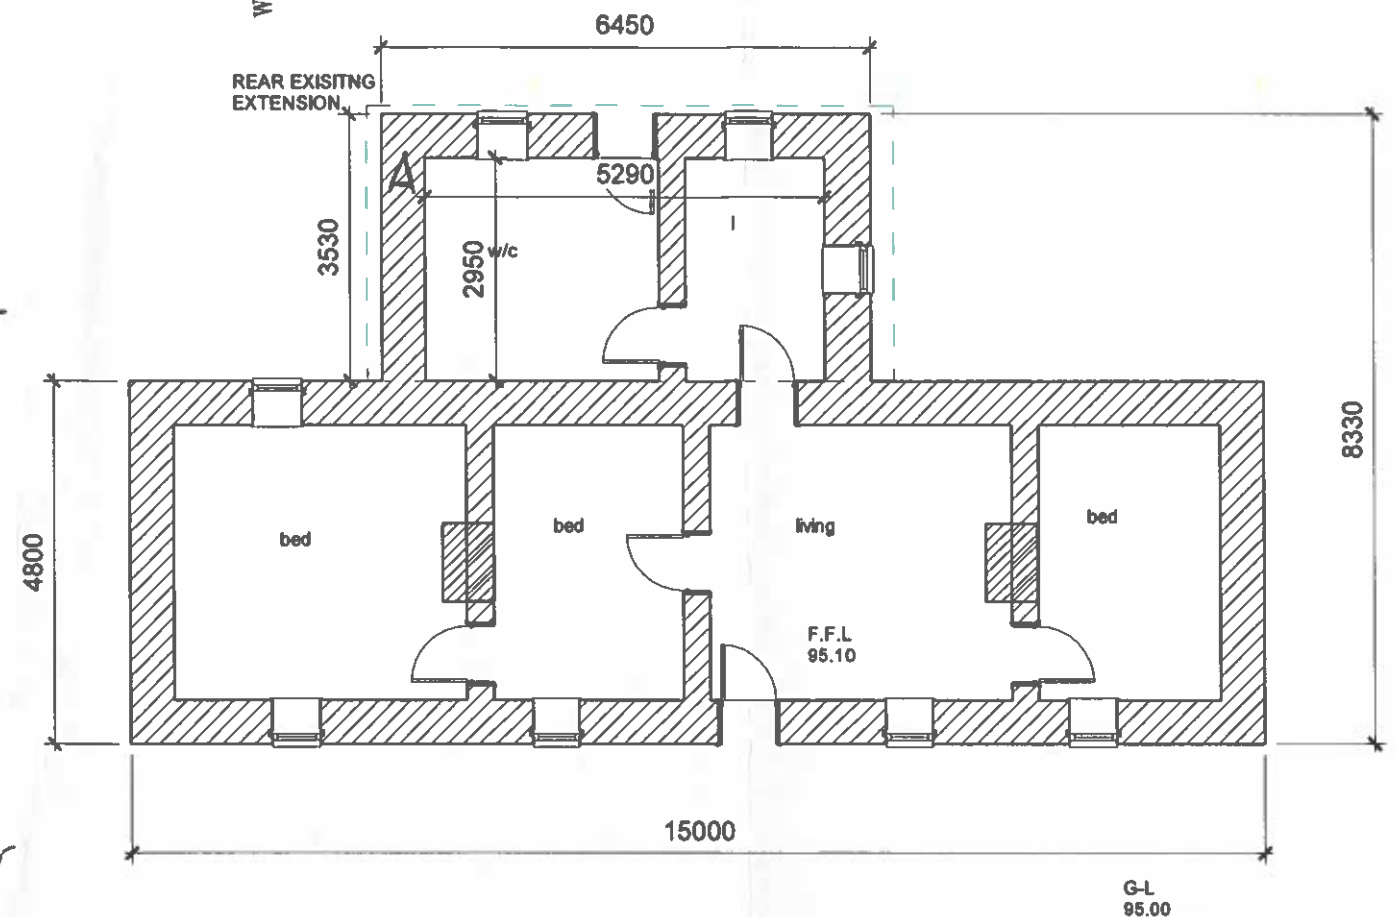 W
6450
REAR EXISITNG
EXTENSION
A
5290
3530
2950
w/c
l
4800
bed
bed
living
bed
8330
F.F.L
95.10
15000
G-L
95.00